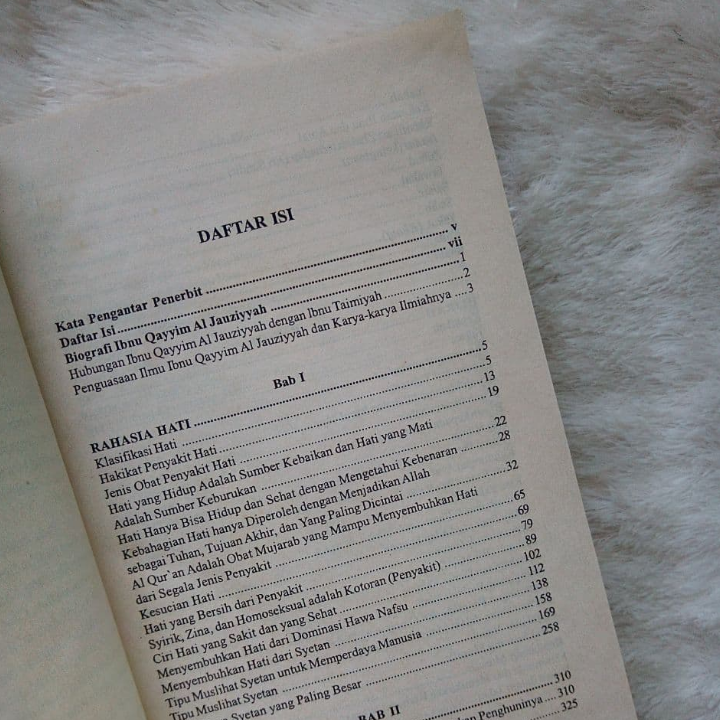 DAFTAR ISI
Kata Pengantar Penerbit ........ v
Daftar Isi ........ vii
Biografi Ibnu Qayyim Al Jauziyyah ........ 1
Hubungan Ibnu Qayyim Al Jauziyyah dengan Ibnu Taimiyah ........ 2
Penguasaan Ilmu Ibnu Qayyim Al Jauziyyah dan Karya-karya Ilmiahnya .... 3
Bab I
RAHASIA HATI ........ 5
Klasifikasi Hati ........ 5
Hakikat Penyakit Hati ........ 13
Jenis Obat Penyakit Hati ........ 19
Hati yang Hidup Adalah Sumber Kebaikan dan Hati yang Mati
Adalah Sumber Keburukan ........ 22
Hati Hanya Bisa Hidup dan Sehat dengan Mengetahui Kebenaran ........ 28
Kebahagian Hati hanya Diperoleh dengan Menjadikan Allah
sebagai Tuhan, Tujuan Akhir, dan Yang Paling Dicintai ........ 32
Al Qur'an Adalah Obat Mujarab yang Mampu Menyembuhkan Hati
dari Segala Jenis Penyakit ........ 65
Kesucian Hati ........ 69
Hati yang Bersih dari Penyakit ........ 79
Syirik, Zina, dan Homoseksual adalah Kotoran (Penyakit) ........ 89
Ciri Hati yang Sakit dan yang Sehat ........ 102
Menyembuhkan Hati dari Dominasi Hawa Nafsu ........ 112
Menyembuhkan Hati dari Syetan ........ 138
Tipu Muslihat Syetan untuk Memperdaya Manusia ........ 158
Tipu Muslihat Syetan ........ 169
Syetan yang Paling Besar ........ 258
BAB II
........ 310
Penghuninya .... 310
325